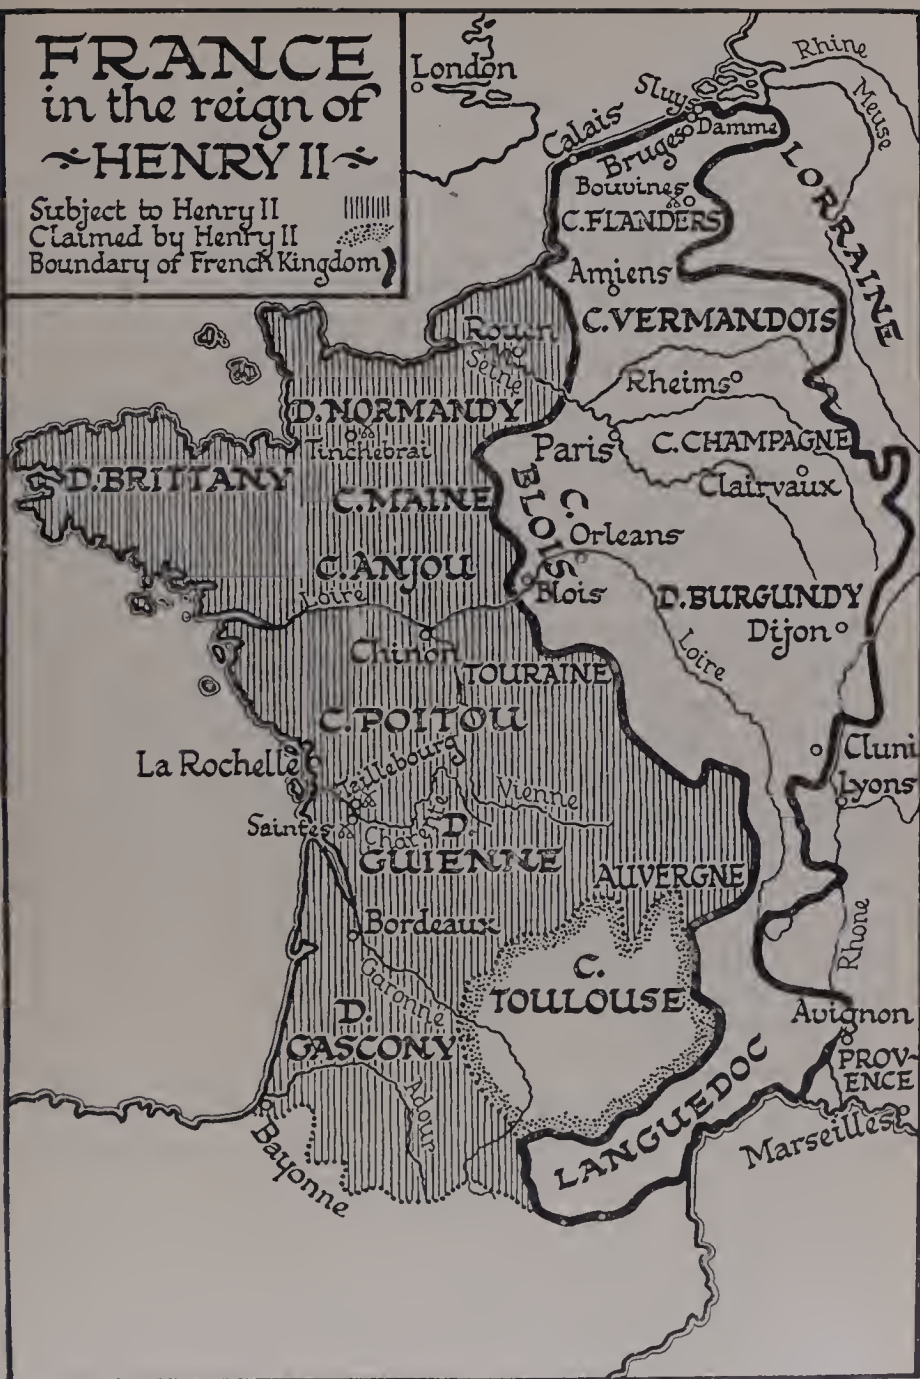 FRANCE
in the reign of
HENRY II
Subject to Henry II
Claimed by Henry II
Boundary of French Kingdom
London
Rhine
Meuse
Sluys
Calais
Damme
Bruges
LORRAINE
Bouvines
C.FLANDERS
Amiens
C.VERMANDOIS
Rouen
Seine
Rheims
D.NORMANDY
Tinchebrai
Paris
C.CHAMPAGNE
Clairvaux
D.BRITTANY
C.MAINE
C.
BLOIS
Orleans
C.ANJOU
Loire
Blois
D.BURGUNDY
Dijon
Chinon
Loire
TOURAINE
C.POITOU
La Rochelle
Taillebourg
Cluni
Lyons
Vienne
Saintes
Charente
D.
GUIENNE
AUVERGNE
Bordeaux
Rhone
Garonne
C.
TOULOUSE
D.
GASCONY
Avignon
PROV-
ENCE
Adour
LANGUEDOC
Marseilles
Bayonne